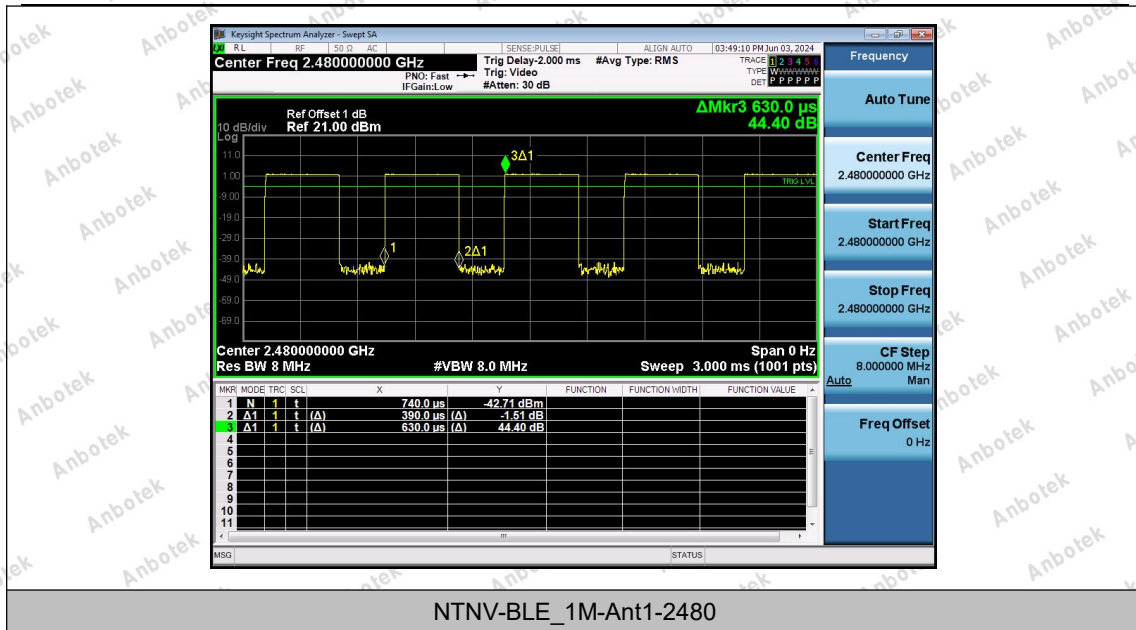 Keysight Spectrum Analyzer - Swept SA
LXI RL RF 50 Ω AC SENSE:PULSE ALIGN AUTO 03:49:10 PM Jun 03, 2024
Center Freq 2.480000000 GHz Trig Delay-2.000 ms #Avg Type: RMS TRACE 1 2 3 4 5 6
PNO: Fast Trig: Video TYPE WWWWWW
IFGain:Low #Atten: 30 dB DET P P P P P P
Frequency
Auto Tune
Center Freq
2.480000000 GHz
Start Freq
2.480000000 GHz
Stop Freq
2.480000000 GHz
CF Step
8.000000 MHz
Auto Man
Freq Offset
0 Hz
ΔMkr3 630.0 µs
44.40 dB
Ref Offset 1 dB
10 dB/div Ref 21.00 dBm
Log
11.0
1.00
-9.00
-19.0
-29.0
-39.0
-49.0
-59.0
-69.0
3Δ1
TRIG LVL
1
2Δ1
Center 2.480000000 GHz Span 0 Hz
Res BW 8 MHz #VBW 8.0 MHz Sweep 3.000 ms (1001 pts)
MKR MODE TRC SCL X Y FUNCTION FUNCTION WIDTH FUNCTION VALUE
1 N 1 t 740.0 µs -42.71 dBm
2 Δ1 1 t (Δ) 390.0 µs (Δ) -1.51 dB
3 Δ1 1 t (Δ) 630.0 µs (Δ) 44.40 dB
4
5
6
7
8
9
10
11
MSG STATUS
NTNV-BLE_1M-Ant1-2480
Anbotek